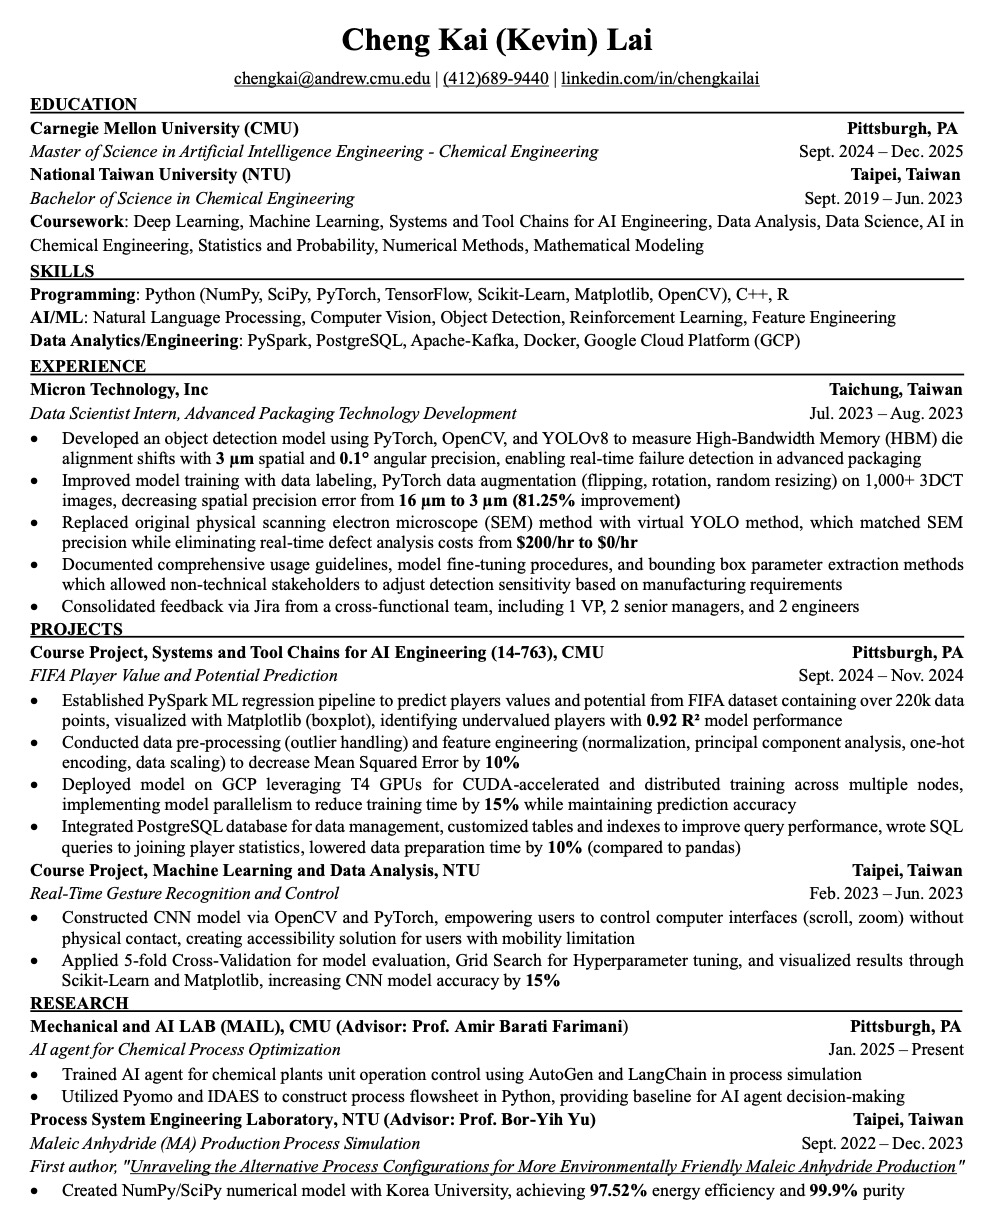 Cheng Kai (Kevin) Lai
chengkai@andrew.cmu.edu | (412)689-9440 | linkedin.com/in/chengkailai
EDUCATION
Carnegie Mellon University (CMU) Pittsburgh, PA
Master of Science in Artificial Intelligence Engineering - Chemical Engineering Sept. 2024 – Dec. 2025
National Taiwan University (NTU) Taipei, Taiwan
Bachelor of Science in Chemical Engineering Sept. 2019 – Jun. 2023
Coursework: Deep Learning, Machine Learning, Systems and Tool Chains for AI Engineering, Data Analysis, Data Science, AI in
Chemical Engineering, Statistics and Probability, Numerical Methods, Mathematical Modeling
SKILLS
Programming: Python (NumPy, SciPy, PyTorch, TensorFlow, Scikit-Learn, Matplotlib, OpenCV), C++, R
AI/ML: Natural Language Processing, Computer Vision, Object Detection, Reinforcement Learning, Feature Engineering
Data Analytics/Engineering: PySpark, PostgreSQL, Apache-Kafka, Docker, Google Cloud Platform (GCP)
EXPERIENCE
Micron Technology, Inc Taichung, Taiwan
Data Scientist Intern, Advanced Packaging Technology Development Jul. 2023 – Aug. 2023
• Developed an object detection model using PyTorch, OpenCV, and YOLOv8 to measure High-Bandwidth Memory (HBM) die
alignment shifts with 3 µm spatial and 0.1° angular precision, enabling real-time failure detection in advanced packaging
• Improved model training with data labeling, PyTorch data augmentation (flipping, rotation, random resizing) on 1,000+ 3DCT
images, decreasing spatial precision error from 16 µm to 3 µm (81.25% improvement)
• Replaced original physical scanning electron microscope (SEM) method with virtual YOLO method, which matched SEM
precision while eliminating real-time defect analysis costs from $200/hr to $0/hr
• Documented comprehensive usage guidelines, model fine-tuning procedures, and bounding box parameter extraction methods
which allowed non-technical stakeholders to adjust detection sensitivity based on manufacturing requirements
• Consolidated feedback via Jira from a cross-functional team, including 1 VP, 2 senior managers, and 2 engineers
PROJECTS
Course Project, Systems and Tool Chains for AI Engineering (14-763), CMU Pittsburgh, PA
FIFA Player Value and Potential Prediction Sept. 2024 – Nov. 2024
• Established PySpark ML regression pipeline to predict players values and potential from FIFA dataset containing over 220k data
points, visualized with Matplotlib (boxplot), identifying undervalued players with 0.92 R² model performance
• Conducted data pre-processing (outlier handling) and feature engineering (normalization, principal component analysis, one-hot
encoding, data scaling) to decrease Mean Squared Error by 10%
• Deployed model on GCP leveraging T4 GPUs for CUDA-accelerated and distributed training across multiple nodes,
implementing model parallelism to reduce training time by 15% while maintaining prediction accuracy
• Integrated PostgreSQL database for data management, customized tables and indexes to improve query performance, wrote SQL
queries to joining player statistics, lowered data preparation time by 10% (compared to pandas)
Course Project, Machine Learning and Data Analysis, NTU Taipei, Taiwan
Real-Time Gesture Recognition and Control Feb. 2023 – Jun. 2023
• Constructed CNN model via OpenCV and PyTorch, empowering users to control computer interfaces (scroll, zoom) without
physical contact, creating accessibility solution for users with mobility limitation
• Applied 5-fold Cross-Validation for model evaluation, Grid Search for Hyperparameter tuning, and visualized results through
Scikit-Learn and Matplotlib, increasing CNN model accuracy by 15%
RESEARCH
Mechanical and AI LAB (MAIL), CMU (Advisor: Prof. Amir Barati Farimani) Pittsburgh, PA
AI agent for Chemical Process Optimization Jan. 2025 – Present
• Trained AI agent for chemical plants unit operation control using AutoGen and LangChain in process simulation
• Utilized Pyomo and IDAES to construct process flowsheet in Python, providing baseline for AI agent decision-making
Process System Engineering Laboratory, NTU (Advisor: Prof. Bor-Yih Yu) Taipei, Taiwan
Maleic Anhydride (MA) Production Process Simulation Sept. 2022 – Dec. 2023
First author, "Unraveling the Alternative Process Configurations for More Environmentally Friendly Maleic Anhydride Production"
• Created NumPy/SciPy numerical model with Korea University, achieving 97.52% energy efficiency and 99.9% purity